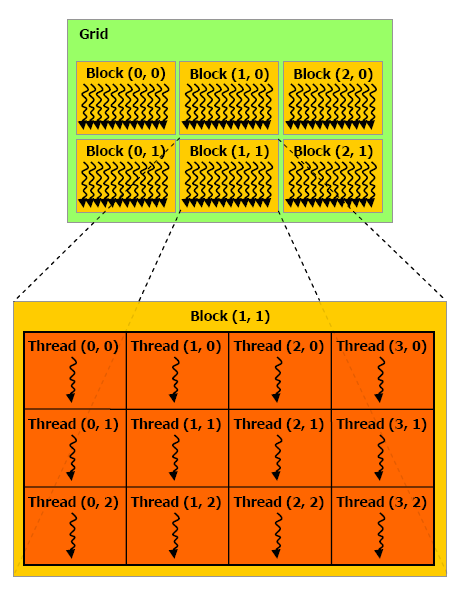 Grid
Block (0, 0) Block (1, 0) Block (2, 0)
Block (0, 1) Block (1, 1) Block (2, 1)
Block (1, 1)
Thread (0, 0) Thread (1, 0) Thread (2, 0) Thread (3, 0)
Thread (0, 1) Thread (1, 1) Thread (2, 1) Thread (3, 1)
Thread (0, 2) Thread (1, 2) Thread (2, 2) Thread (3, 2)